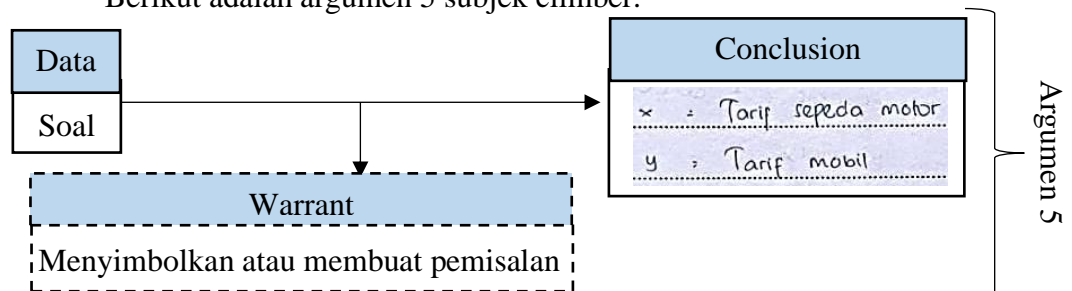 Berikut adalah argumen 5 subjek climber.
Data
Soal
Conclusion
x : Tarif sepeda motor
y : Tarif mobil
Warrant
Menyimbolkan atau membuat pemisalan
Argumen 5